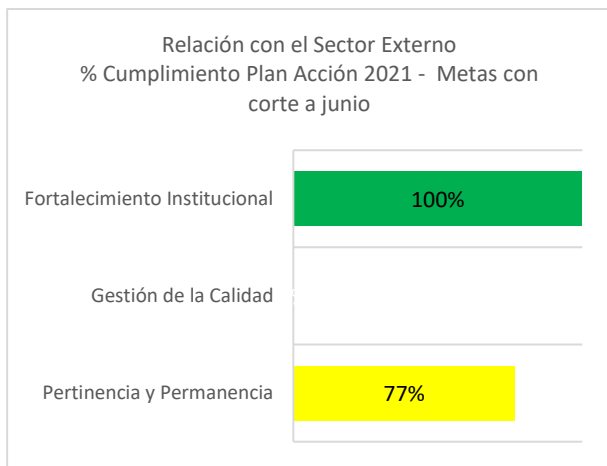 Relación con el Sector Externo
% Cumplimiento Plan Acción 2021 - Metas con
corte a junio
Fortalecimiento Institucional
100%
Gestión de la Calidad
Pertinencia y Permanencia
77%